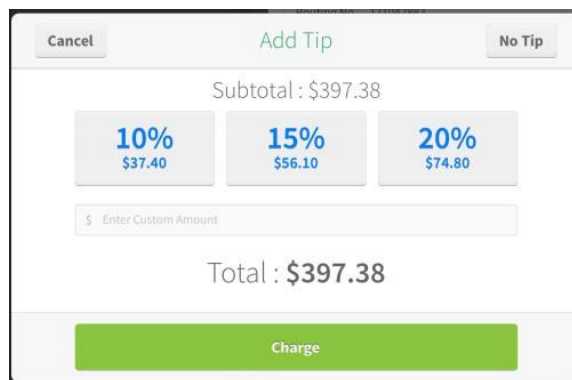 Cancel
Add Tip
No Tip
Subtotal : $397.38
10%
$37.40
15%
$56.10
20%
$74.80
$ Enter Custom Amount
Total : $397.38
Charge